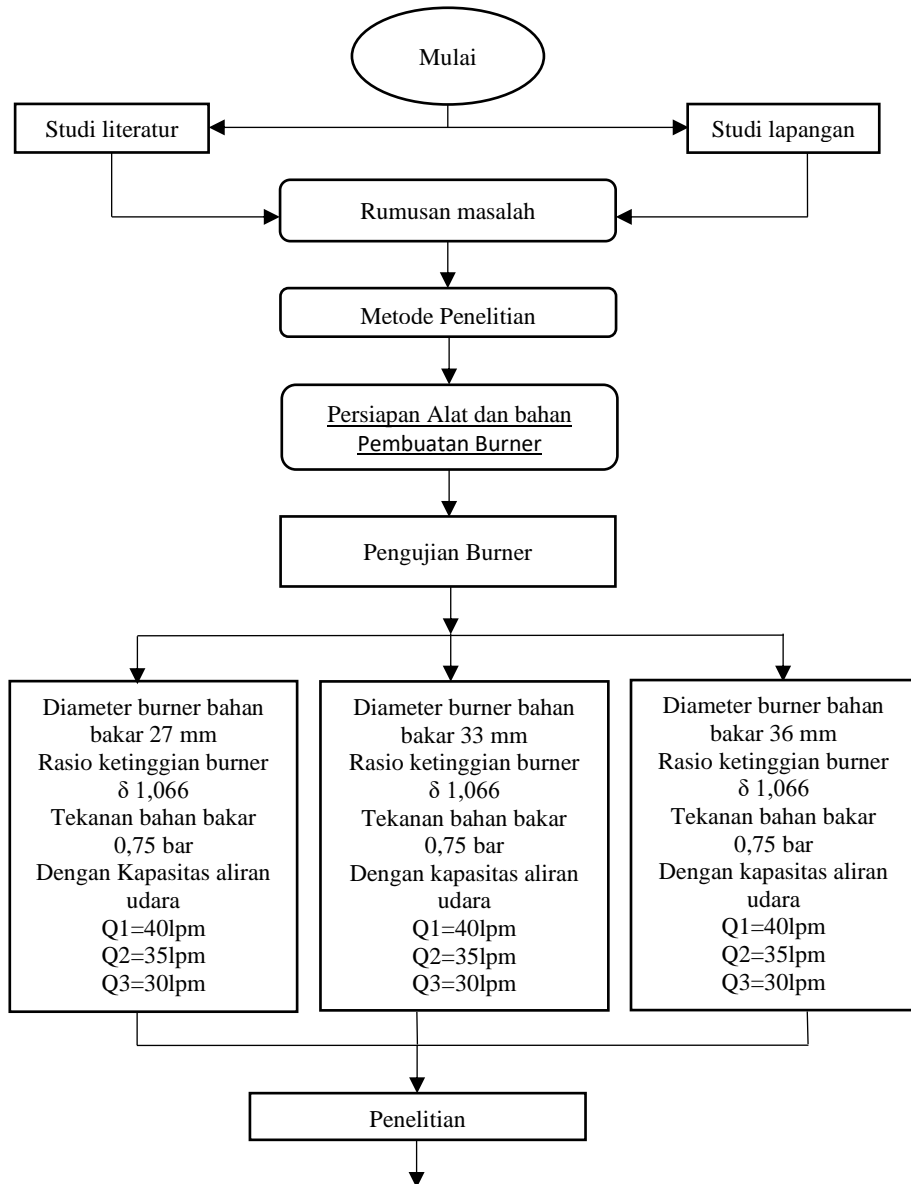 Mulai
Studi literatur
Studi lapangan
Rumusan masalah
Metode Penelitian
Persiapan Alat dan bahan
Pembuatan Burner
Pengujian Burner
Diameter burner bahan
bakar 27 mm
Rasio ketinggian burner
δ 1,066
Tekanan bahan bakar
0,75 bar
Dengan Kapasitas aliran
udara
Q1=40lpm
Q2=35lpm
Q3=30lpm
Diameter burner bahan
bakar 33 mm
Rasio ketinggian burner
δ 1,066
Tekanan bahan bakar
0,75 bar
Dengan kapasitas aliran
udara
Q1=40lpm
Q2=35lpm
Q3=30lpm
Diameter burner bahan
bakar 36 mm
Rasio ketinggian burner
δ 1,066
Tekanan bahan bakar
0,75 bar
Dengan kapasitas aliran
udara
Q1=40lpm
Q2=35lpm
Q3=30lpm
Penelitian